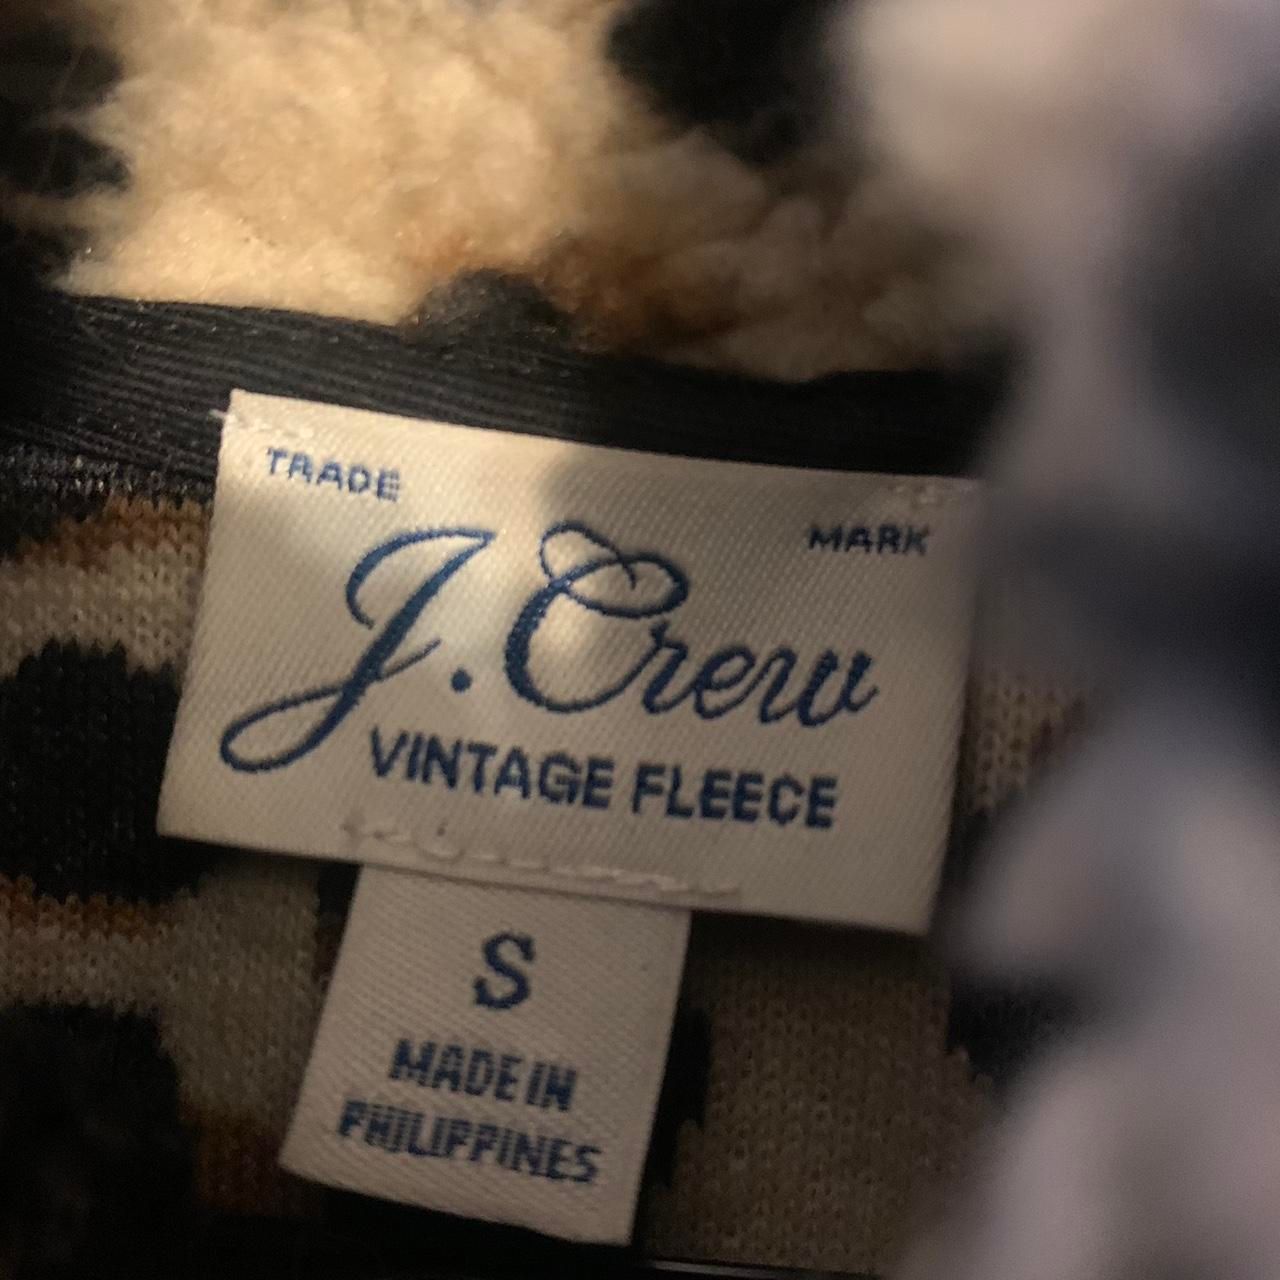 TRADE MARK
J.Crew
VINTAGE FLEECE
S
MADE IN
PHILIPPINES